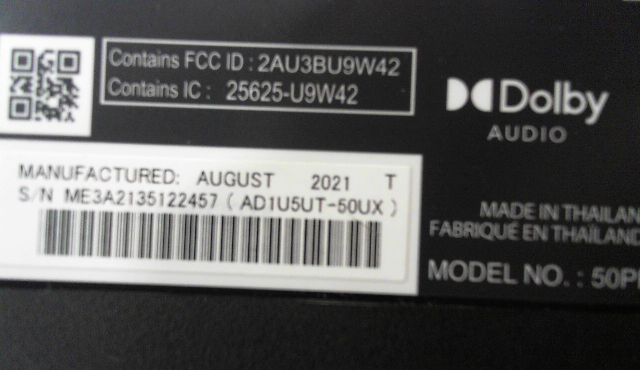 Contains FCC ID : 2AU3BU9W42
Contains IC : 25625-U9W42
Dolby
AUDIO
MANUFACTURED: AUGUST 2021 T
S/N ME3A2135122457 ( AD1U5UT-50UX )
MADE IN THAILAN
FABRIQUÉ EN THAÏLAND
MODEL NO. : 50P